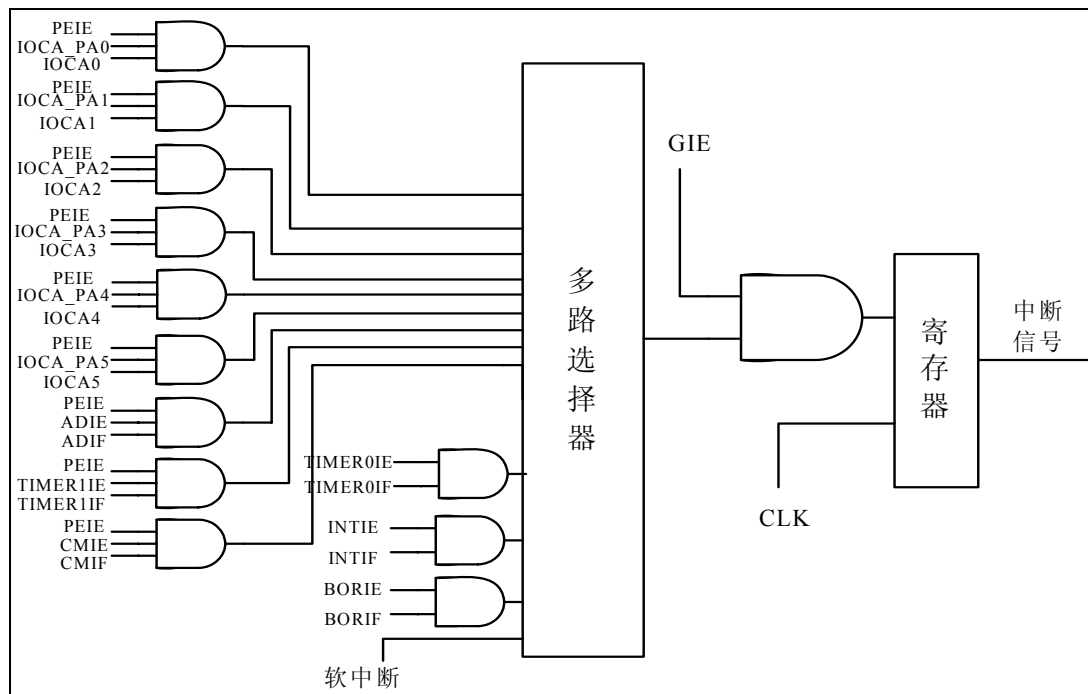 PEIE
IOCA_PA0
IOCA0
PEIE
IOCA_PA1
IOCA1
PEIE
IOCA_PA2
IOCA2
PEIE
IOCA_PA3
IOCA3
PEIE
IOCA_PA4
IOCA4
PEIE
IOCA_PA5
IOCA5
PEIE
ADIE
ADIF
PEIE
TIMER1IE
TIMER1IF
PEIE
CMIE
CMIF
TIMER0IE
TIMER0IF
INTIE
INTIF
BORIE
BORIF
软中断
多路选择器
GIE
CLK
寄存器
中断
信号